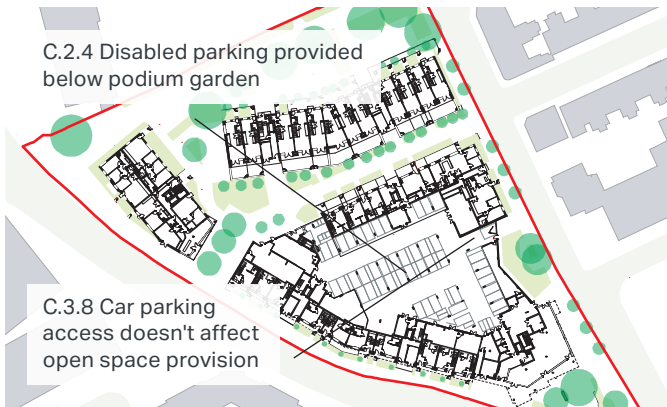 C.2.4 Disabled parking provided
below podium garden
C.3.8 Car parking
access doesn't affect
open space provision